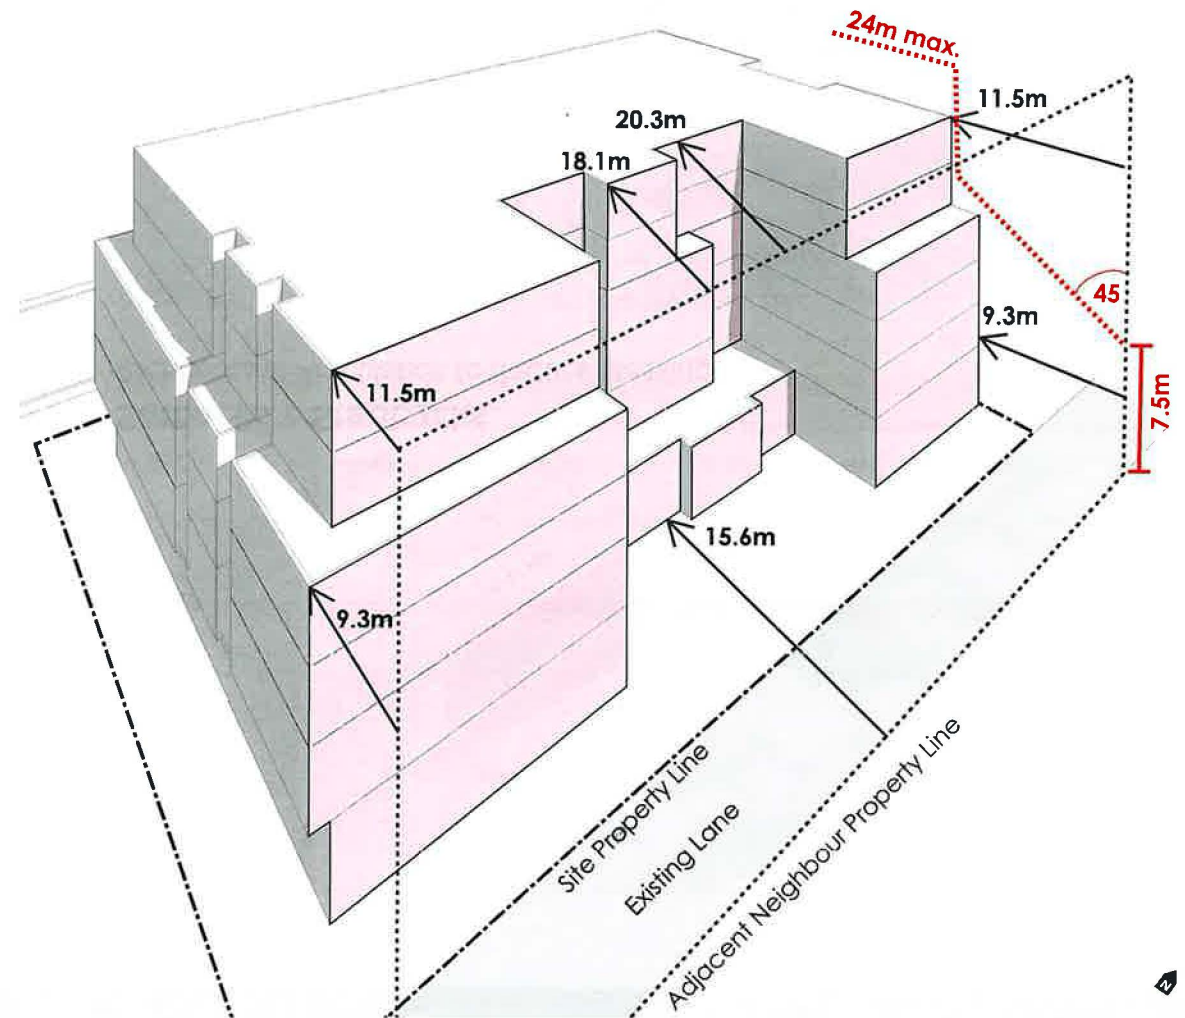 24m max.
11.5m
20.3m
18.1m
45
9.3m
11.5m
7.5m
15.6m
9.3m
Site Property Line
Existing Lane
Adjacent Neighbour Property Line
N